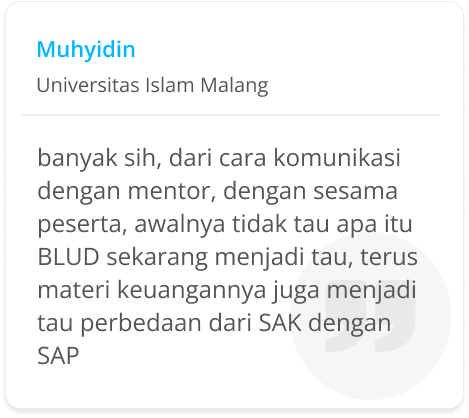 Muhyidin
Universitas Islam Malang
banyak sih, dari cara komunikasi
dengan mentor, dengan sesama
peserta, awalnya tidak tau apa itu
BLUD sekarang menjadi tau, terus
materi keuangannya juga menjadi
tau perbedaan dari SAK dengan
SAP